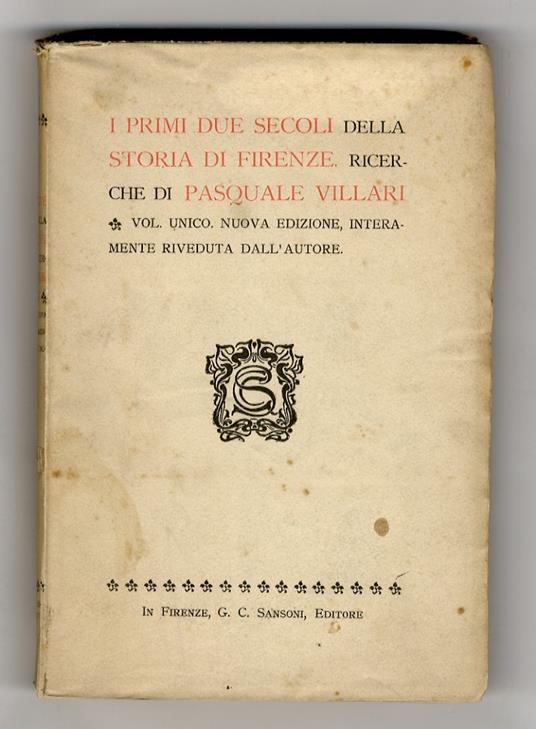 I PRIMI DUE SECOLI DELLA
STORIA DI FIRENZE. RICER-
CHE DI PASQUALE VILLARI
VOL. UNICO. NUOVA EDIZIONE, INTERA-
MENTE RIVEDUTA DALL'AUTORE.
In Firenze, G. C. Sansoni, Editore